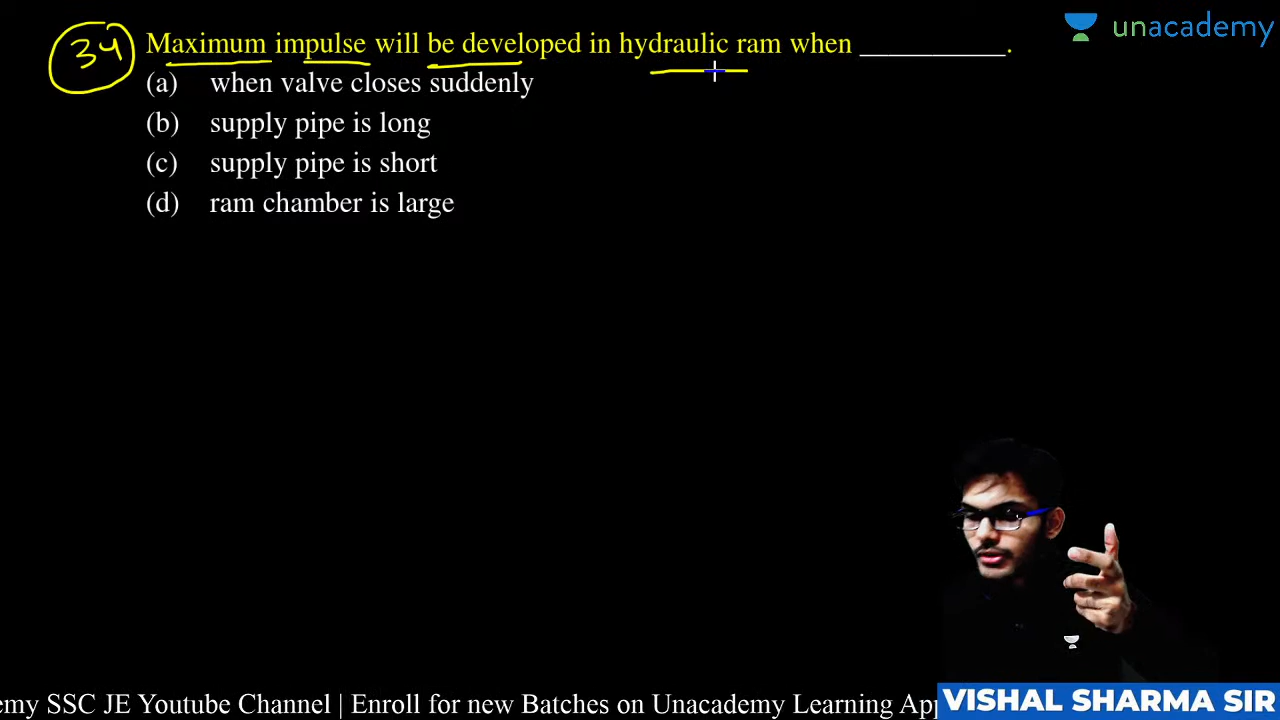 34
Maximum impulse will be developed in hydraulic ram when __________.
(a) when valve closes suddenly
(b) supply pipe is long
(c) supply pipe is short
(d) ram chamber is large
unacademy
emy SSC JE Youtube Channel | Enroll for new Batches on Unacademy Learning Ap
VISHAL SHARMA SIR